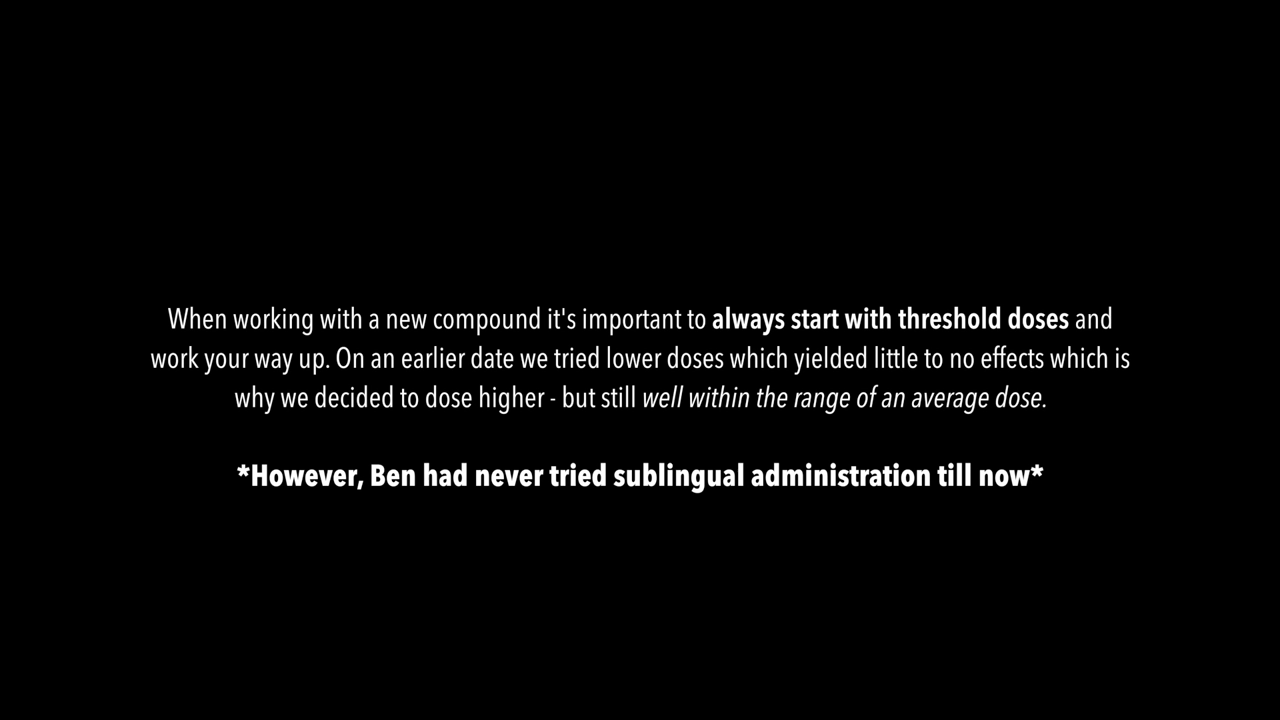 When working with a new compound it's important to always start with threshold doses and
work your way up. On an earlier date we tried lower doses which yielded little to no effects which is
why we decided to dose higher - but still well within the range of an average dose.
*However, Ben had never tried sublingual administration till now*